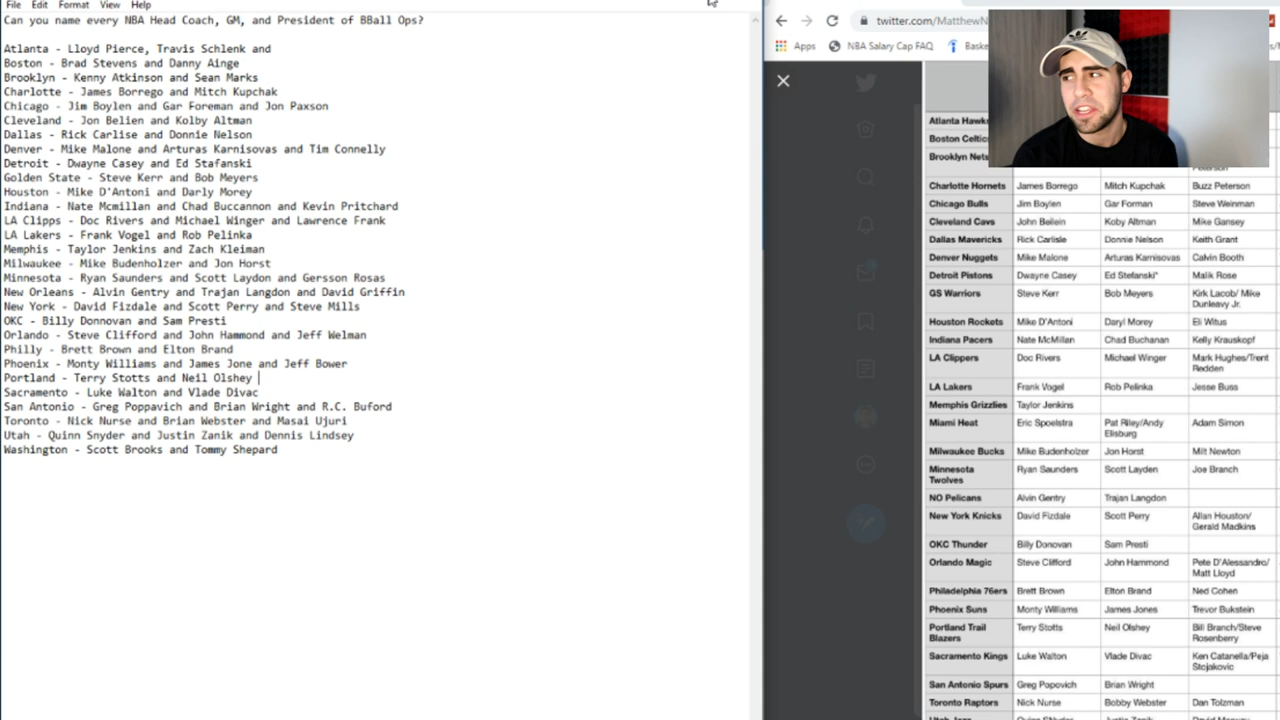 File Edit Format View Help
Can you name every NBA Head Coach, GM, and President of BBall Ops?
Atlanta - Lloyd Pierce, Travis Schlenk and
Boston - Brad Stevens and Danny Ainge
Brooklyn - Kenny Atkinson and Sean Marks
Charlotte - James Borrego and Mitch Kupchak
Chicago - Jim Boylen and Gar Foreman and Jon Paxson
Cleveland - Jon Belien and Kolby Altman
Dallas - Rick Carlise and Donnie Nelson
Denver - Mike Malone and Arturas Karnisovas and Tim Connelly
Detroit - Dwayne Casey and Ed Stafanski
Golden State - Steve Kerr and Bob Meyers
Houston - Mike D'Antoni and Darly Morey
Indiana - Nate Mcmillan and Chad Buccannon and Kevin Pritchard
LA Clipps - Doc Rivers and Michael Winger and Lawrence Frank
LA Lakers - Frank Vogel and Rob Pelinka
Memphis - Taylor Jenkins and Zach Kleiman
Milwaukee - Mike Budenholzer and Jon Horst
Minnesota - Ryan Saunders and Scott Laydon and Gersson Rosas
New Orleans - Alvin Gentry and Trajan Langdon and David Griffin
New York - David Fizdale and Scott Perry and Steve Mills
OKC - Billy Donnovan and Sam Presti
Orlando - Steve Clifford and John Hammond and Jeff Welman
Philly - Brett Brown and Elton Brand
Phoenix - Monty Williams and James Jone and Jeff Bower
Portland - Terry Stotts and Neil Olshey
Sacramento - Luke Walton and Vlade Divac
San Antonio - Greg Poppavich and Brian Wright and R.C. Buford
Toronto - Nick Nurse and Brian Webster and Masai Ujuri
Utah - Quinn Snyder and Justin Zanik and Dennis Lindsey
Washington - Scott Brooks and Tommy Shepard
twitter.com/MatthewN
Apps NBA Salary Cap FAQ Baske
Atlanta Hawks
Boston Celtic
Brooklyn Nets
Charlotte Hornets James Borrego Mitch Kupchak Buzz Peterson
Chicago Bulls Jim Boylen Gar Forman Steve Weinman
Cleveland Cavs John Beilein Koby Altman Mike Gansey
Dallas Mavericks Rick Carlisle Donnie Nelson Keith Grant
Denver Nuggets Mike Malone Arturas Karnisovas Calvin Booth
Detroit Pistons Dwayne Casey Ed Stefanski* Malik Rose
GS Warriors Steve Kerr Bob Meyers Kirk Lacob/ Mike
Dunleavy Jr.
Houston Rockets Mike D'Antoni Daryl Morey Eli Witus
Indiana Pacers Nate McMillan Chad Buchanan Kelly Krauskopf
LA Clippers Doc Rivers Michael Winger Mark Hughes/Trent
Redden
LA Lakers Frank Vogel Rob Pelinka Jesse Buss
Memphis Grizzlies Taylor Jenkins
Miami Heat Eric Spoelstra Pat Riley/Andy Adam Simon
Elisburg
Milwaukee Bucks Mike Budenholzer Jon Horst Milt Newton
Minnesota Ryan Saunders Scott Layden Joe Branch
Twolves
NO Pelicans Alvin Gentry Trajan Langdon
New York Knicks David Fizdale Scott Perry Allan Houston/
Gerald Madkins
OKC Thunder Billy Donovan Sam Presti
Orlando Magic Steve Clifford John Hammond Pete D'Alessandro/
Matt Lloyd
Philadelphia 76ers Brett Brown Elton Brand Ned Cohen
Phoenix Suns Monty Williams James Jones Trevor Bukstein
Portland Trail Terry Stotts Neil Olshey Bill Branch/Steve
Blazers Rosenberry
Sacramento Kings Luke Walton Vlade Divac Ken Catanella/Peja
Stojakovic
San Antonio Spurs Greg Popovich Brian Wright
Toronto Raptors Nick Nurse Bobby Webster Dan Tolzman